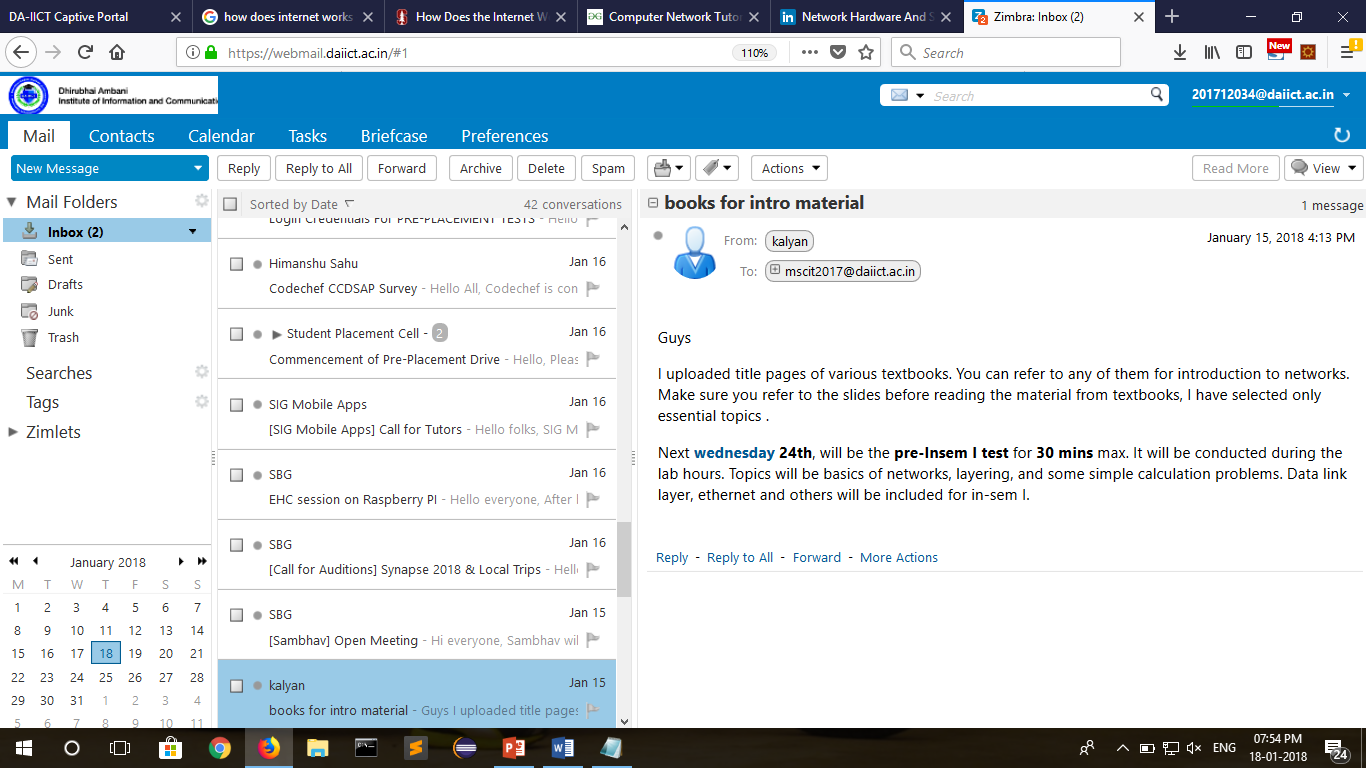 DA-IICT Captive Portal
how does internet works
How Does the Internet W
Computer Network Tutor
Network Hardware And S
Zimbra: Inbox (2)
https://webmail.daiict.ac.in/#1
110%
Search
New
Dhirubhai Ambani
Institute of Information and Communicati
Search
201712034@daiict.ac.in
Mail Contacts Calendar Tasks Briefcase Preferences
New Message
Reply Reply to All Forward Archive Delete Spam Actions Read More View
Mail Folders
Inbox (2)
Sent
Drafts
Junk
Trash
Searches
Tags
Zimlets
January 2018
M T W T F S S
1 2 3 4 5 6 7
8 9 10 11 12 13 14
15 16 17 18 19 20 21
22 23 24 25 26 27 28
29 30 31 1 2 3 4
5 6 7 8 9 10 11
Sorted by Date 42 conversations
Login Credentials For PRE-PLACEMENT TESTS - Hello
Himanshu Sahu Jan 16
Codechef CCDSAP Survey - Hello All, Codechef is con
Student Placement Cell - 2 Jan 16
Commencement of Pre-Placement Drive - Hello, Pleas
SIG Mobile Apps Jan 16
[SIG Mobile Apps] Call for Tutors - Hello folks, SIG M
SBG Jan 16
EHC session on Raspberry PI - Hello everyone, After
SBG Jan 16
[Call for Auditions] Synapse 2018 & Local Trips - Hell
SBG Jan 15
[Sambhav] Open Meeting - Hi everyone, Sambhav wil
kalyan Jan 15
books for intro material - Guys I uploaded title pages
books for intro material
1 message
From: kalyan January 15, 2018 4:13 PM
To: mscit2017@daiict.ac.in
Guys
I uploaded title pages of various textbooks. You can refer to any of them for introduction to networks.
Make sure you refer to the slides before reading the material from textbooks, I have selected only
essential topics .
Next wednesday 24th, will be the pre-Insem I test for 30 mins max. It will be conducted during the
lab hours. Topics will be basics of networks, layering, and some simple calculation problems. Data link
layer, ethernet and others will be included for in-sem I.
Reply - Reply to All - Forward - More Actions
ENG
07:54 PM
18-01-2018
24